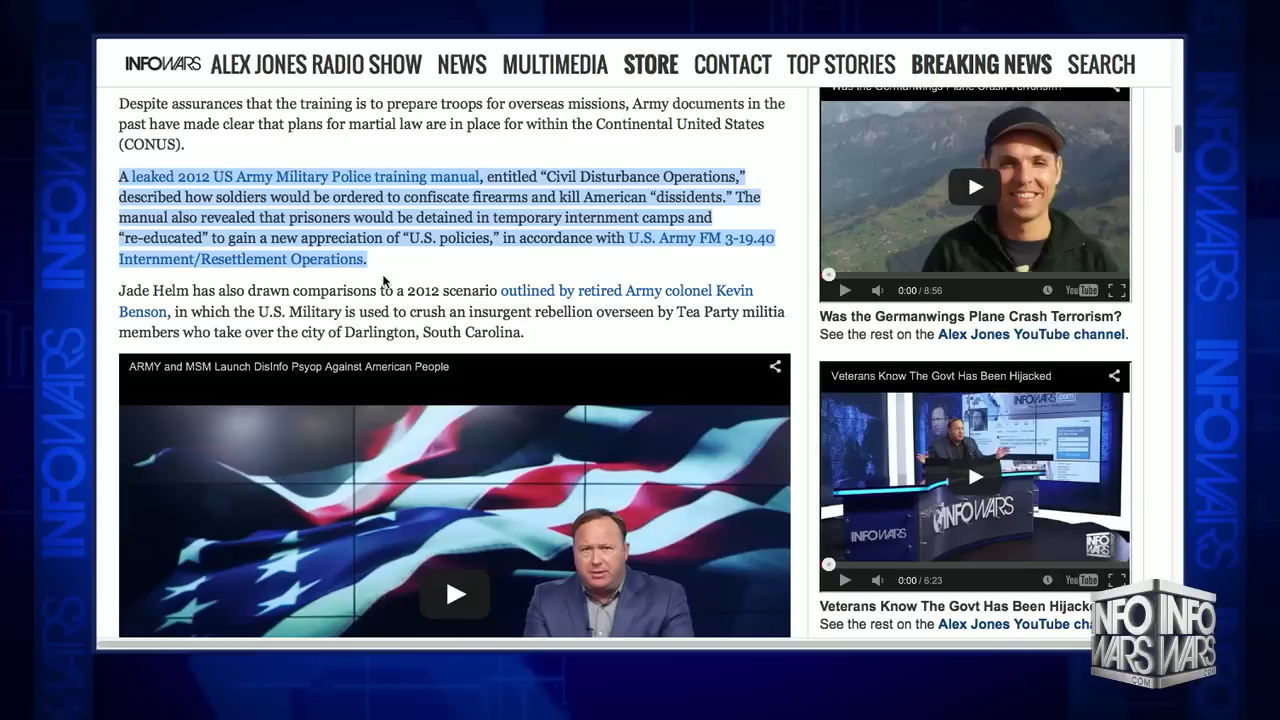 INFOWARS ALEX JONES RADIO SHOW NEWS MULTIMEDIA STORE CONTACT TOP STORIES BREAKING NEWS SEARCH
Despite assurances that the training is to prepare troops for overseas missions, Army documents in the
past have made clear that plans for martial law are in place for within the Continental United States
(CONUS).
A leaked 2012 US Army Military Police training manual, entitled “Civil Disturbance Operations,”
described how soldiers would be ordered to confiscate firearms and kill American “dissidents.” The
manual also revealed that prisoners would be detained in temporary internment camps and
“re-educated” to gain a new appreciation of “U.S. policies,” in accordance with U.S. Army FM 3-19.40
Internment/Resettlement Operations.
Jade Helm has also drawn comparisons to a 2012 scenario outlined by retired Army colonel Kevin
Benson, in which the U.S. Military is used to crush an insurgent rebellion overseen by Tea Party militia
members who take over the city of Darlington, South Carolina.
ARMY and MSM Launch DisInfo Psyop Against American People
Was the Germanwings Plane Crash Terrorism?
0:00 / 8:56
YouTube
Was the Germanwings Plane Crash Terrorism?
See the rest on the Alex Jones YouTube channel.
Veterans Know The Govt Has Been Hijacked
INFOWARS
INFOWARS
INFO
WARS
0:00 / 6:23
YouTube
Veterans Know The Govt Has Been Hijacke
See the rest on the Alex Jones YouTube cha
INFO INFO
WARS WARS
.COM
INFOWARS
INFOWARS
WARS
INFOWARS
INFOWARS